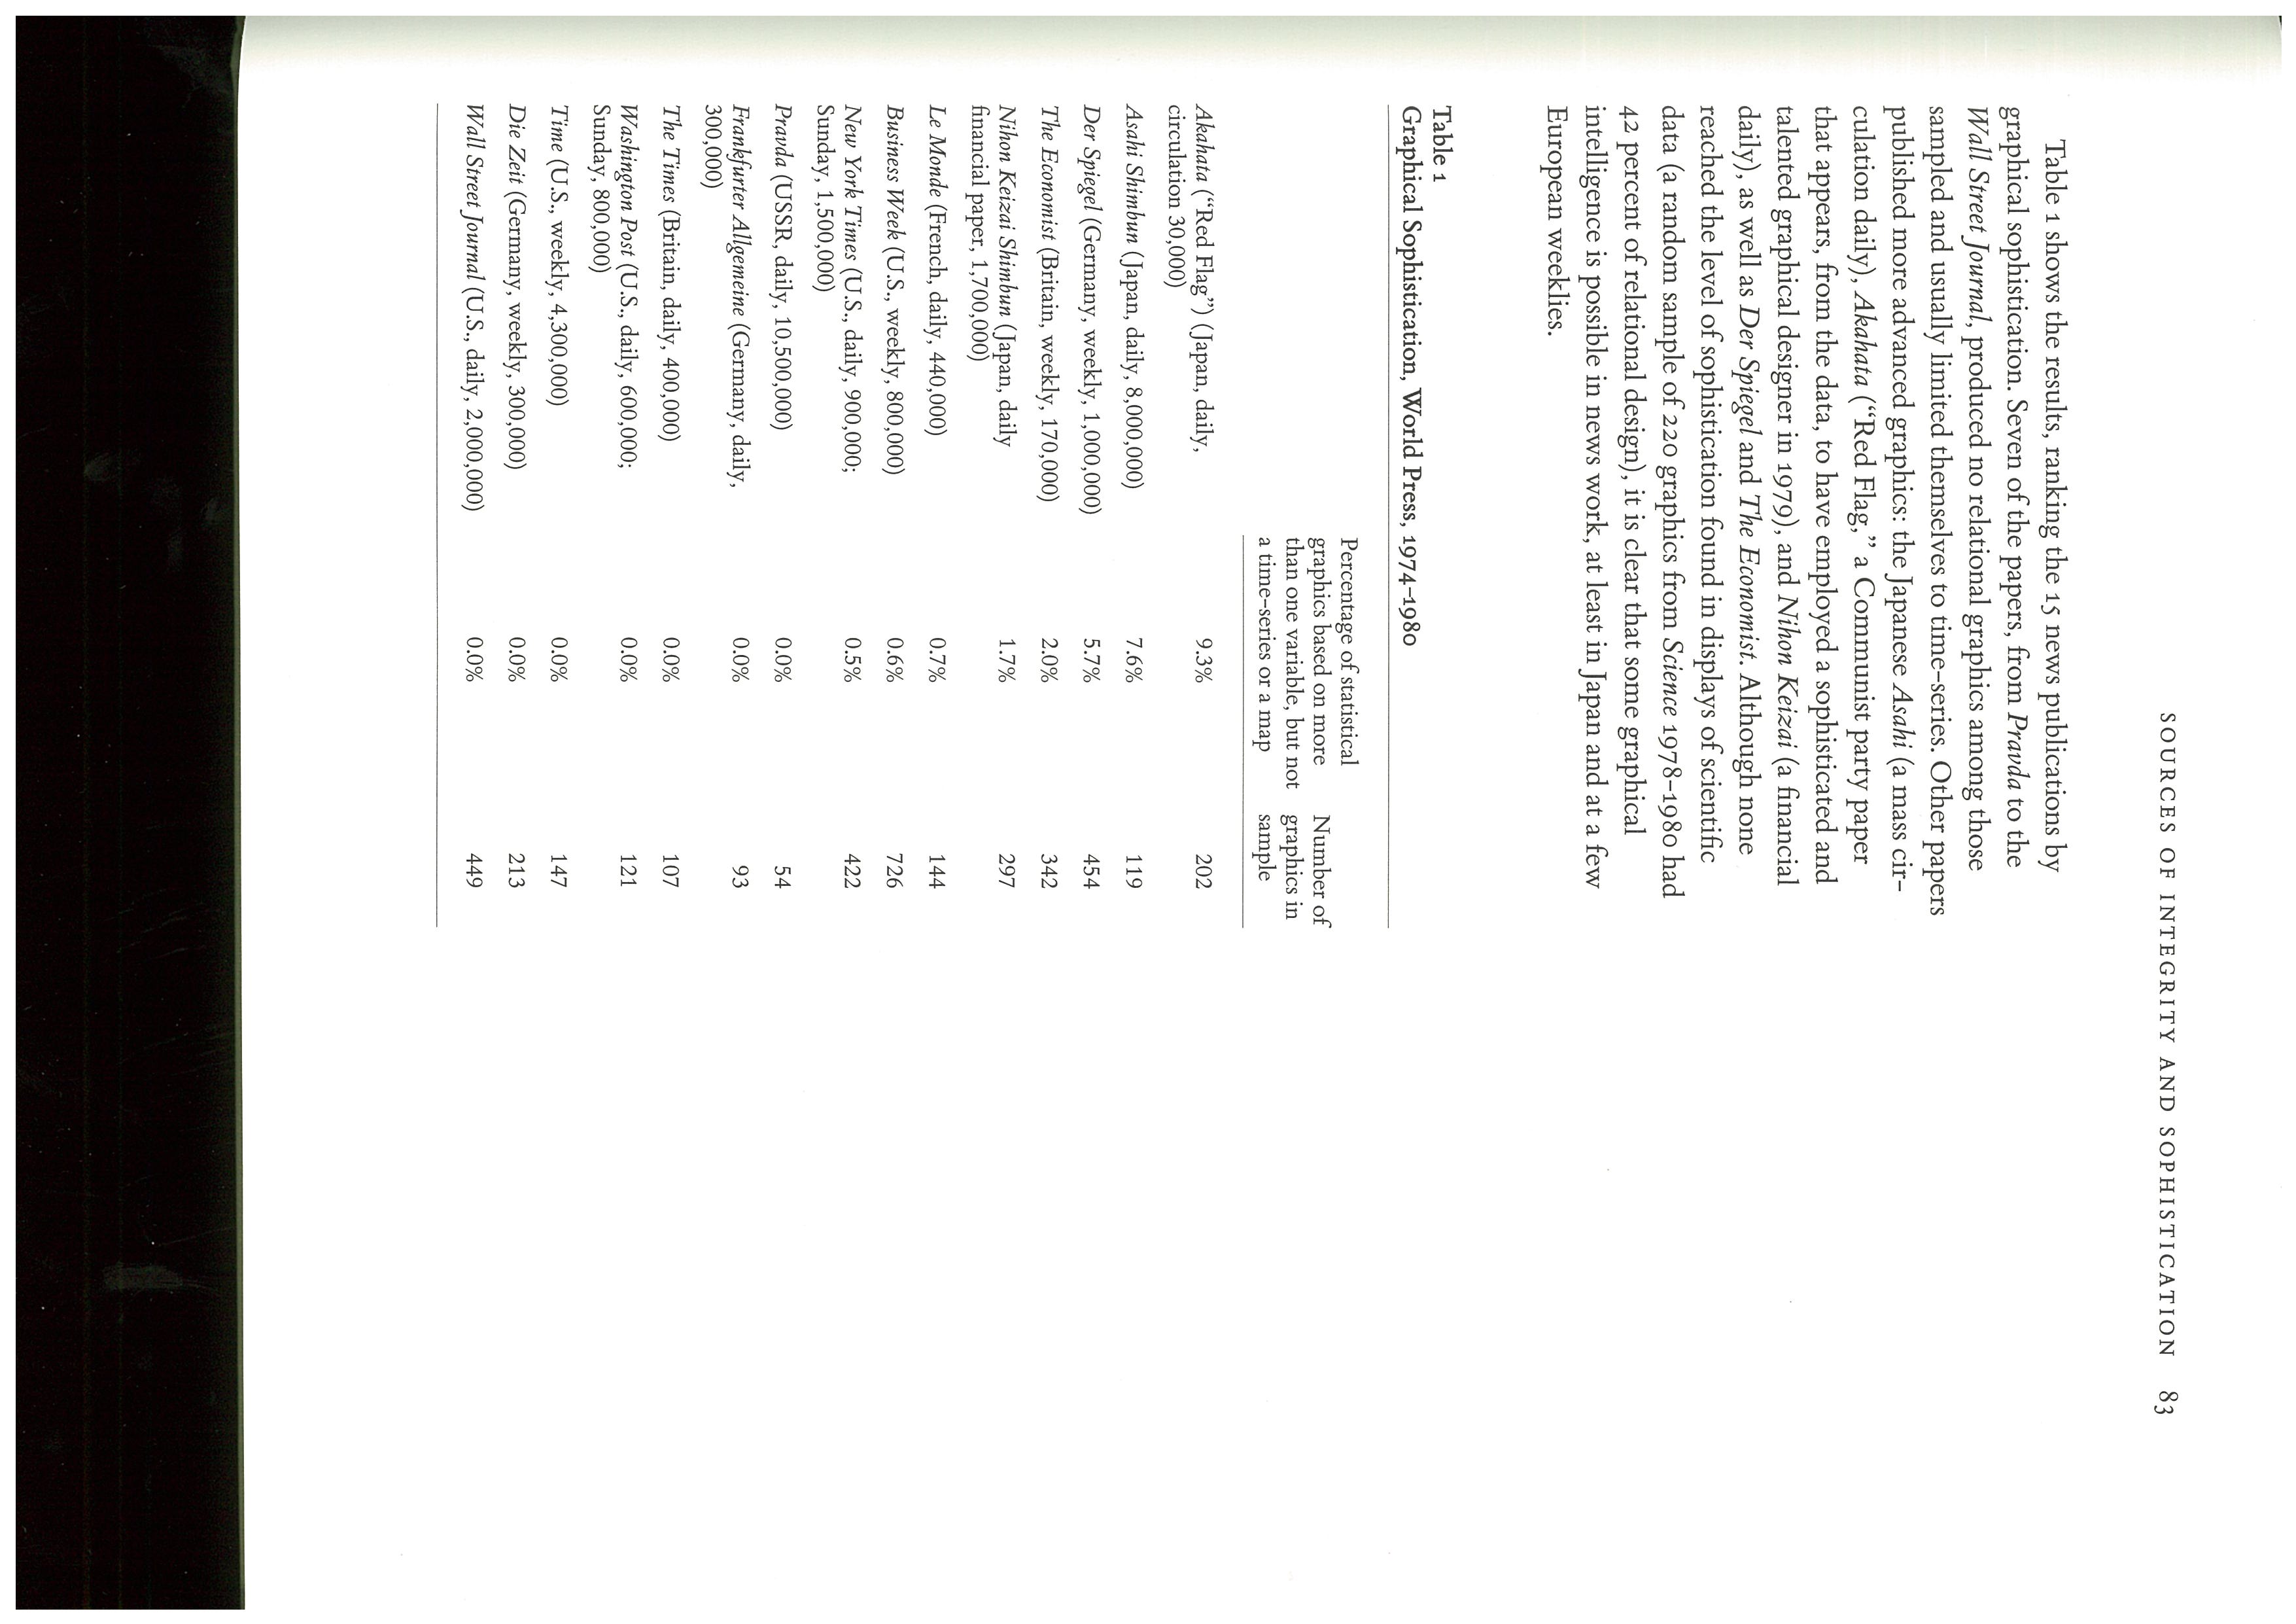 SOURCES OF INTEGRITY AND SOPHISTICATION 83
Table 1 shows the results, ranking the 15 news publications by
graphical sophistication. Seven of the papers, from Pravda to the
Wall Street Journal, produced no relational graphics among those
sampled and usually limited themselves to time-series. Other papers
published more advanced graphics: the Japanese Asahi (a mass cir-
culation daily), Akahata (“Red Flag,” a Communist party paper
that appears, from the data, to have employed a sophisticated and
talented graphical designer in 1979), and Nihon Keizai (a financial
daily), as well as Der Spiegel and The Economist. Although none
reached the level of sophistication found in displays of scientific
data (a random sample of 220 graphics from Science 1978–1980 had
42 percent of relational design), it is clear that some graphical
intelligence is possible in news work, at least in Japan and at a few
European weeklies.
Table 1
Graphical Sophistication, World Press, 1974–1980
Percentage of statistical
graphics based on more Number of
than one variable, but not graphics in
a time-series or a map sample
Akahata (“Red Flag”) (Japan, daily, 9.3% 202
circulation 30,000)
Asahi Shimbun (Japan, daily, 8,000,000) 7.6% 119
Der Spiegel (Germany, weekly, 1,000,000) 5.7% 454
The Economist (Britain, weekly, 170,000) 2.0% 342
Nihon Keizai Shimbun (Japan, daily 1.7% 297
financial paper, 1,700,000)
Le Monde (French, daily, 440,000) 0.7% 144
Business Week (U.S., weekly, 800,000) 0.6% 726
New York Times (U.S., daily, 900,000; 0.5% 422
Sunday, 1,500,000)
Pravda (USSR, daily, 10,500,000) 0.0% 54
Frankfurter Allgemeine (Germany, daily, 0.0% 93
300,000)
The Times (Britain, daily, 400,000) 0.0% 107
Washington Post (U.S., daily, 600,000; 0.0% 121
Sunday, 800,000)
Time (U.S., weekly, 4,300,000) 0.0% 147
Die Zeit (Germany, weekly, 300,000) 0.0% 213
Wall Street Journal (U.S., daily, 2,000,000) 0.0% 449